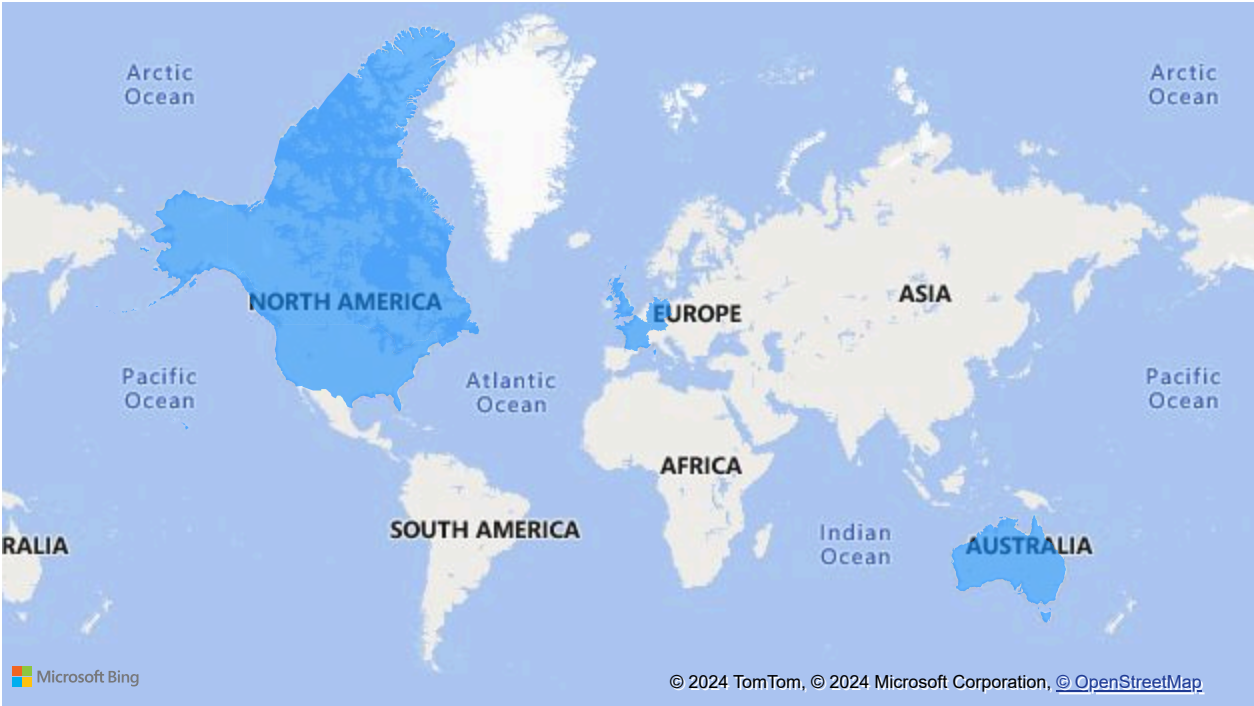 Arctic
Ocean
Arctic
Ocean
NORTH AMERICA
EUROPE
ASIA
Pacific
Ocean
Atlantic
Ocean
Pacific
Ocean
AFRICA
SOUTH AMERICA
Indian
Ocean
RALIA
AUSTRALIA
Microsoft Bing
© 2024 TomTom, © 2024 Microsoft Corporation, © OpenStreetMap